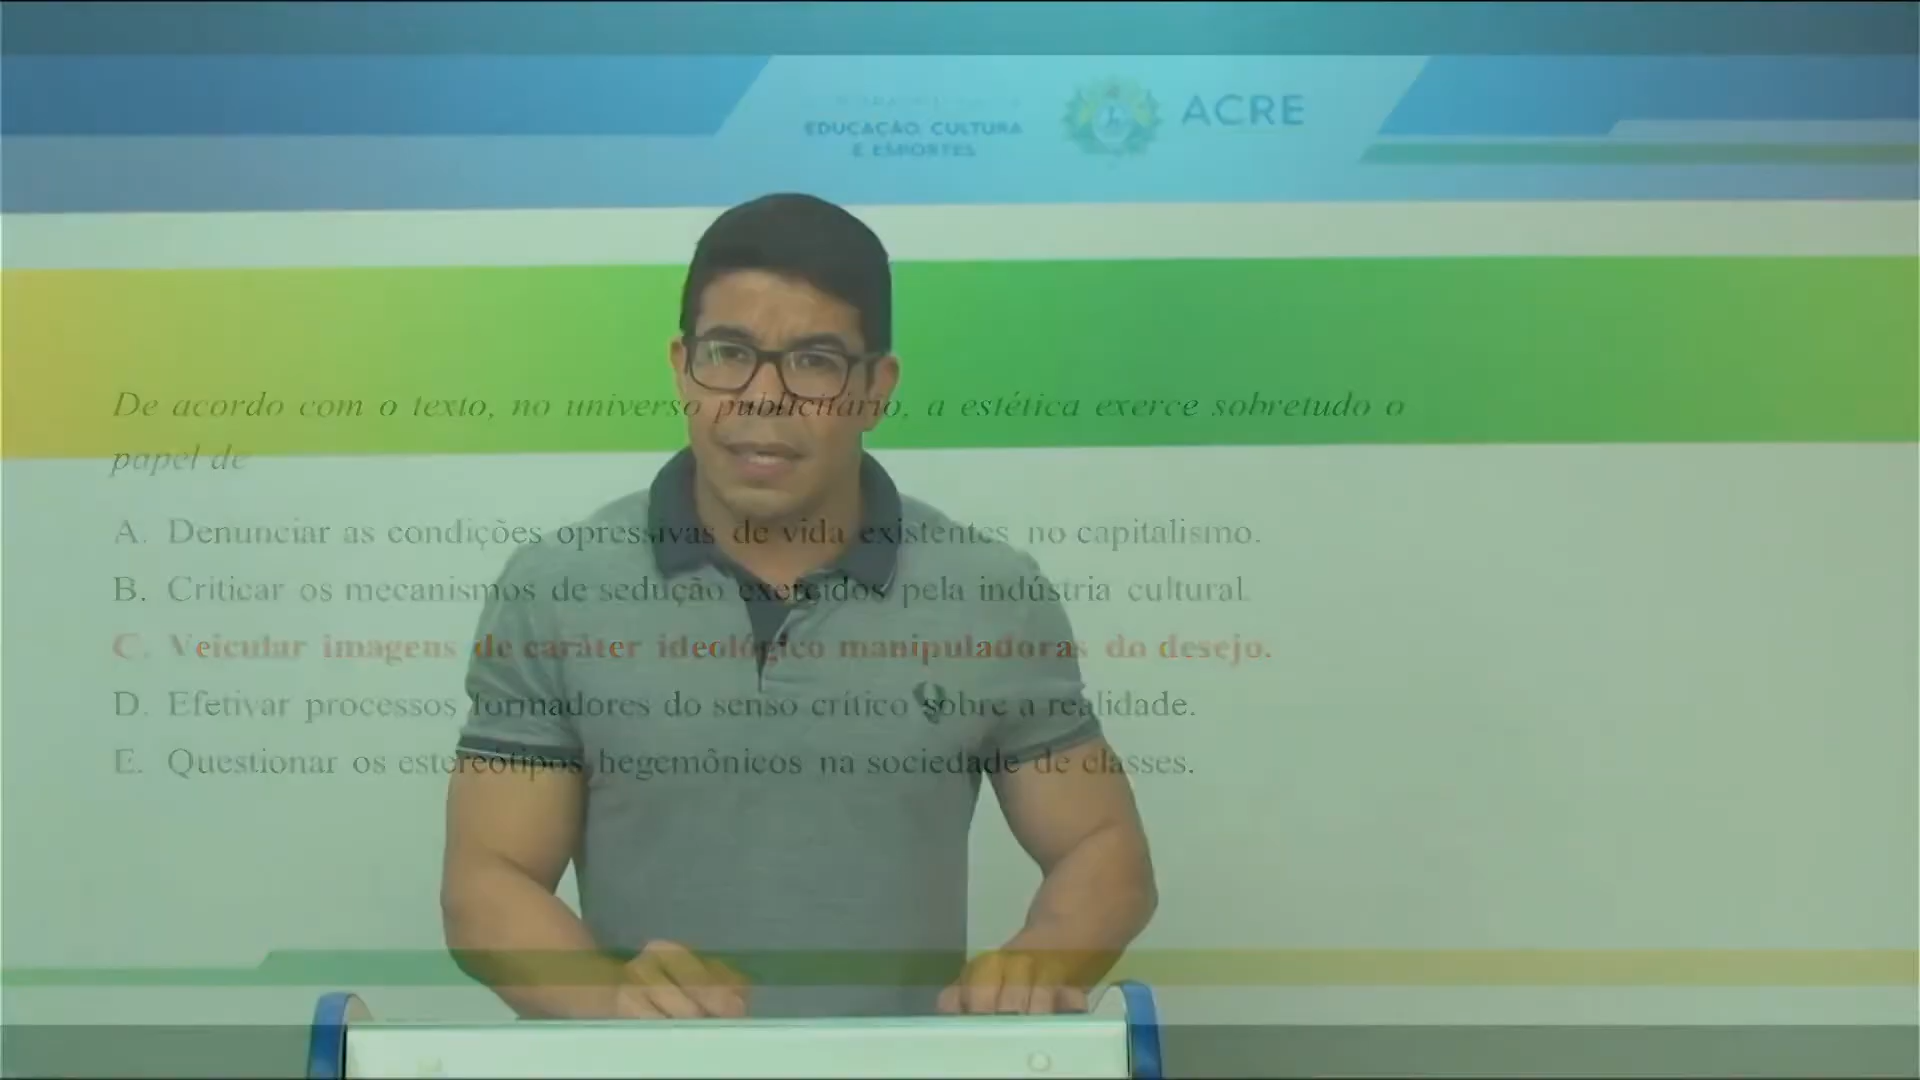 EDUCAÇÃO, CULTURA
E ESPORTES
ACRE
De acordo com o texto, no universo publicitário, a estética exerce sobretudo o
papel de
A. Denunciar as condições opressivas de vida existentes no capitalismo.
B. Criticar os mecanismos de sedução exercidos pela indústria cultural.
C. Veicular imagens de caráter ideológico manipuladoras do desejo.
D. Efetivar processos formadores do senso crítico sobre a realidade.
E. Questionar os estereótipos hegemônicos na sociedade de classes.